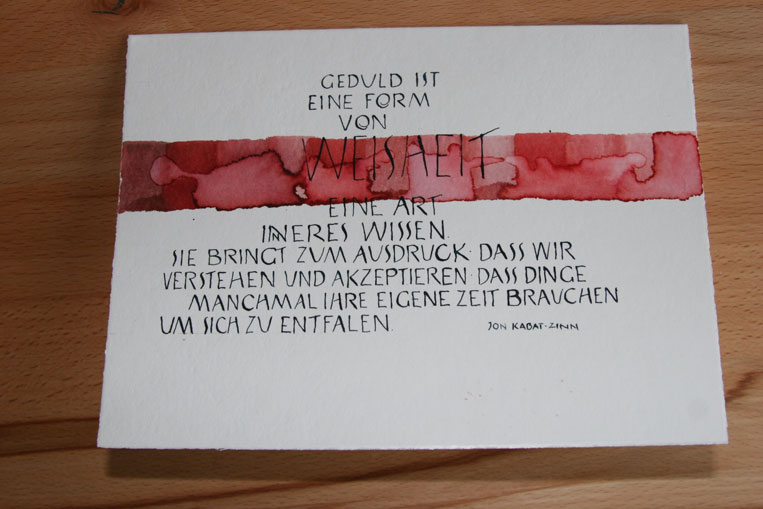 GEDULD IST
EINE FORM
VON
WEISHEIT
EINE ART
INNERES WISSEN.
SIE BRINGT ZUM AUSDRUCK · DASS WIR
VERSTEHEN UND AKZEPTIEREN · DASS DINGE
MANCHMAL IHRE EIGENE ZEIT BRAUCHEN
UM SICH ZU ENTFALEN.
JON KABAT-ZINN